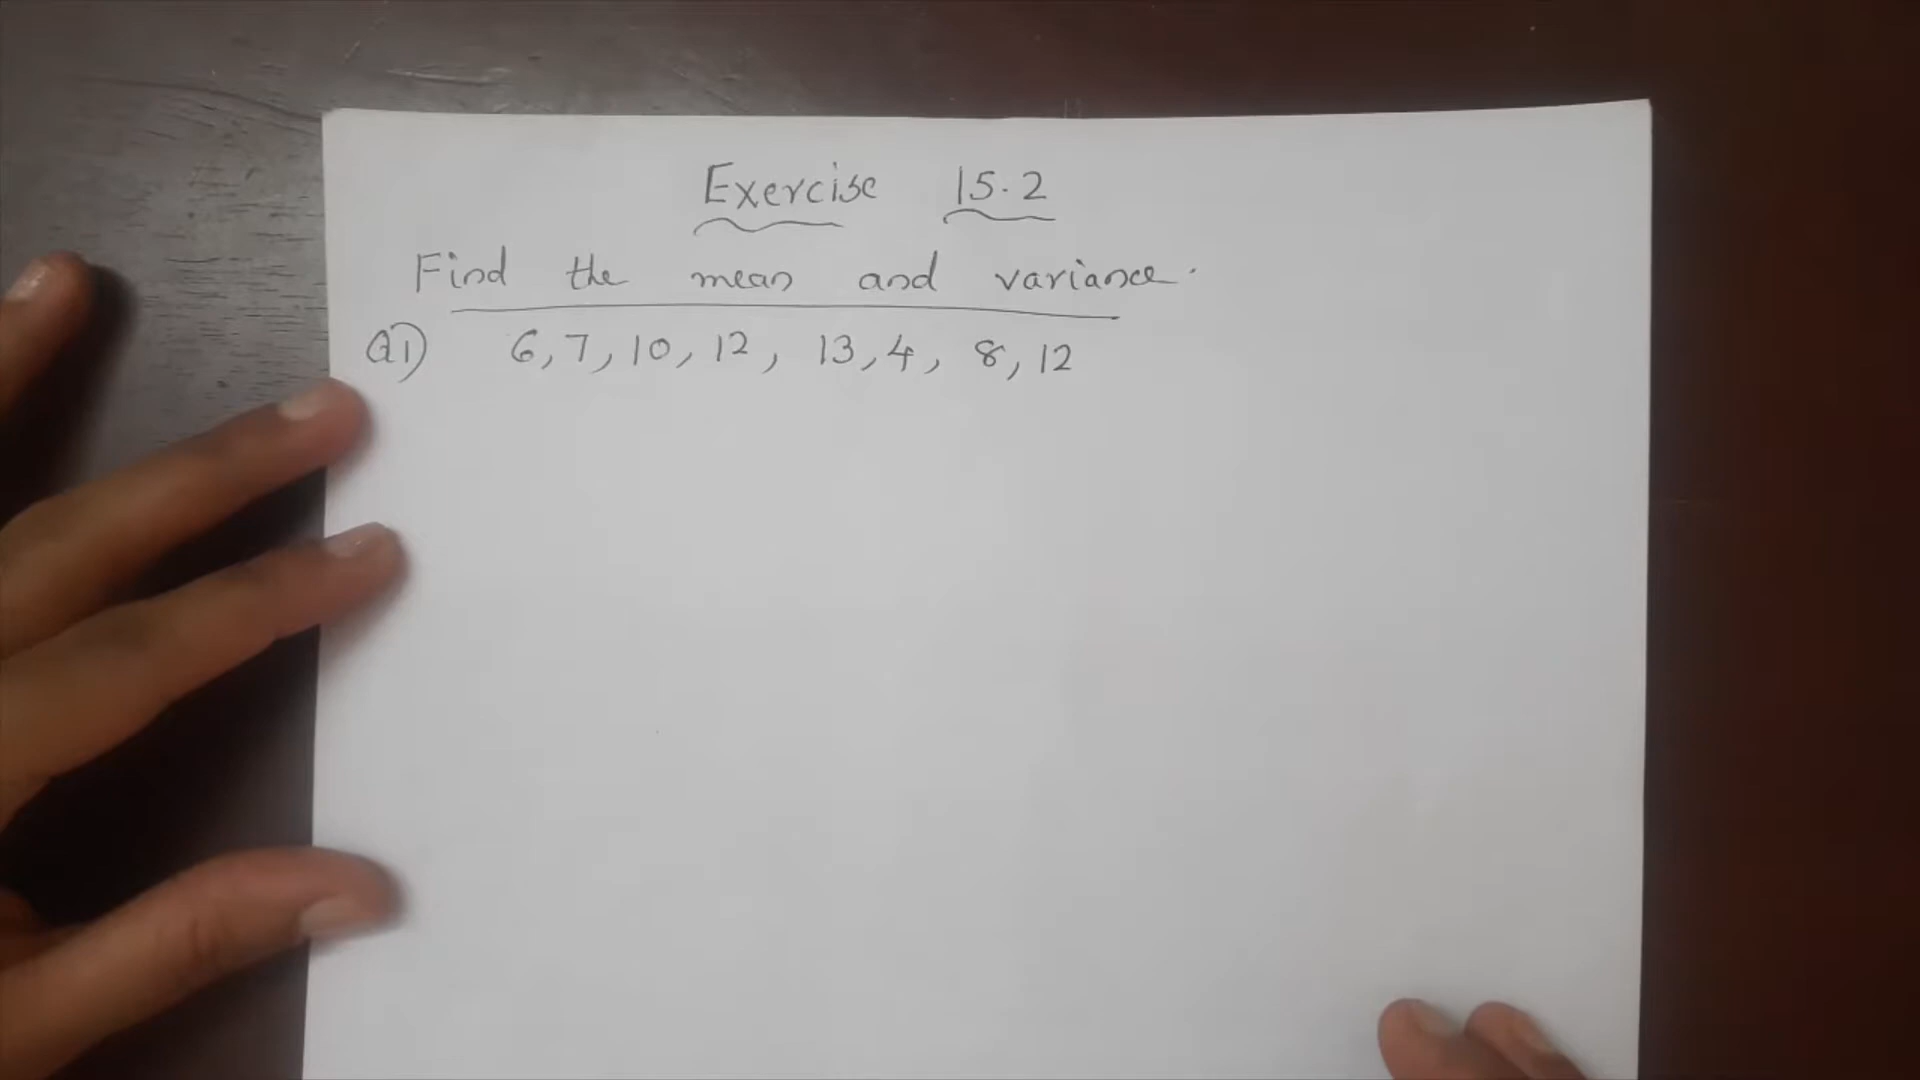 Exercise 15.2
Find the mean and variance.
Q1) 6, 7, 10, 12, 13, 4, 8, 12